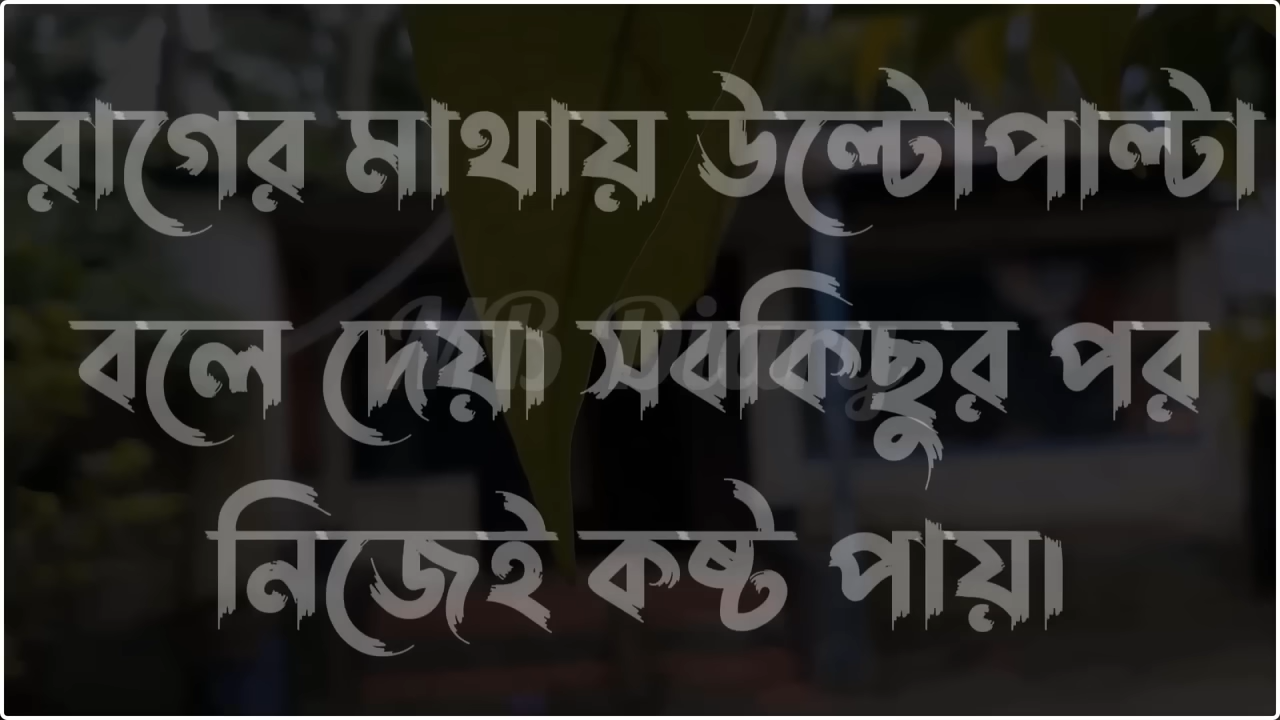 রাগের মাথায় উল্টোপাল্টা
বলে দেয়। সবকিছুর পর
নিজেই কষ্ট পায়।